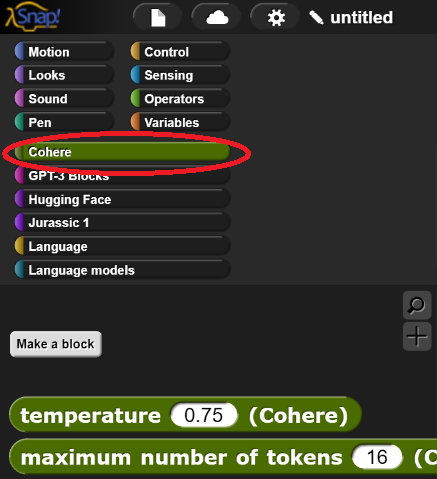 Snap!
untitled
Motion Control
Looks Sensing
Sound Operators
Pen Variables
Cohere
GPT-3 Blocks
Hugging Face
Jurassic 1
Language
Language models
Make a block
temperature 0.75 (Cohere)
maximum number of tokens 16 (C